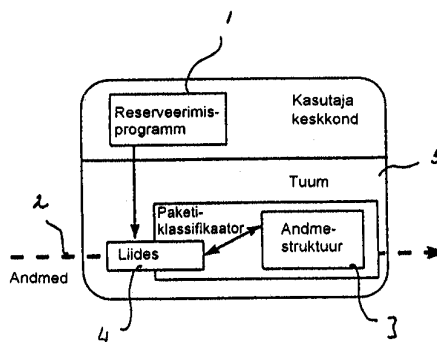 1
Reserveerimis-
programm
Kasutaja
keskkond
5
Tuum
2
Paketi-
klassifikaator
Andme-
struktuur
Liides
Andmed
4
3